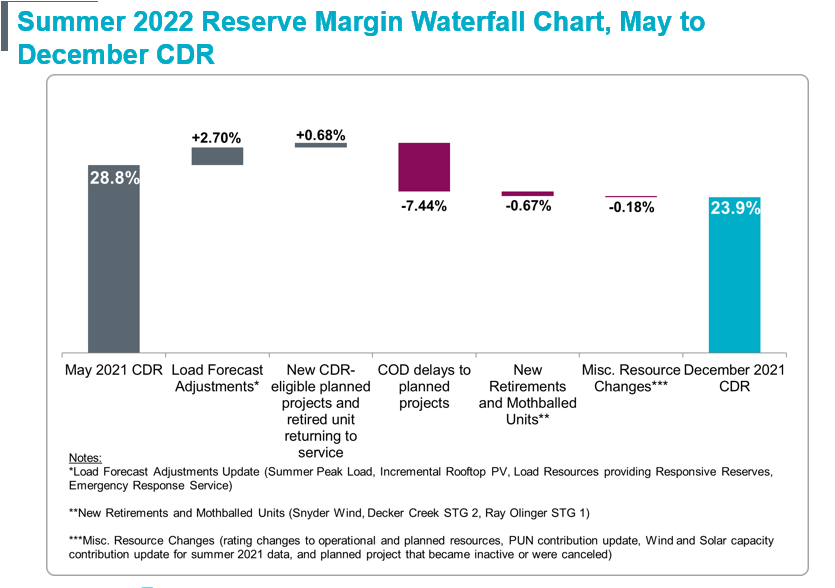 Summer 2022 Reserve Margin Waterfall Chart, May to
December CDR
+2.70%
+0.68%
28.8%
-7.44%
-0.67%
-0.18%
23.9%
May 2021 CDR
Load Forecast
Adjustments*
New CDR-
eligible planned
projects and
retired unit
returning to
service
COD delays to
planned
projects
New
Retirements
and Mothballed
Units**
Misc. Resource
Changes***
December 2021
CDR
Notes:
*Load Forecast Adjustments Update (Summer Peak Load, Incremental Rooftop PV, Load Resources providing Responsive Reserves,
Emergency Response Service)
**New Retirements and Mothballed Units (Snyder Wind, Decker Creek STG 2, Ray Olinger STG 1)
***Misc. Resource Changes (rating changes to operational and planned resources, PUN contribution update, Wind and Solar capacity
contribution update for summer 2021 data, and planned project that became inactive or were canceled)